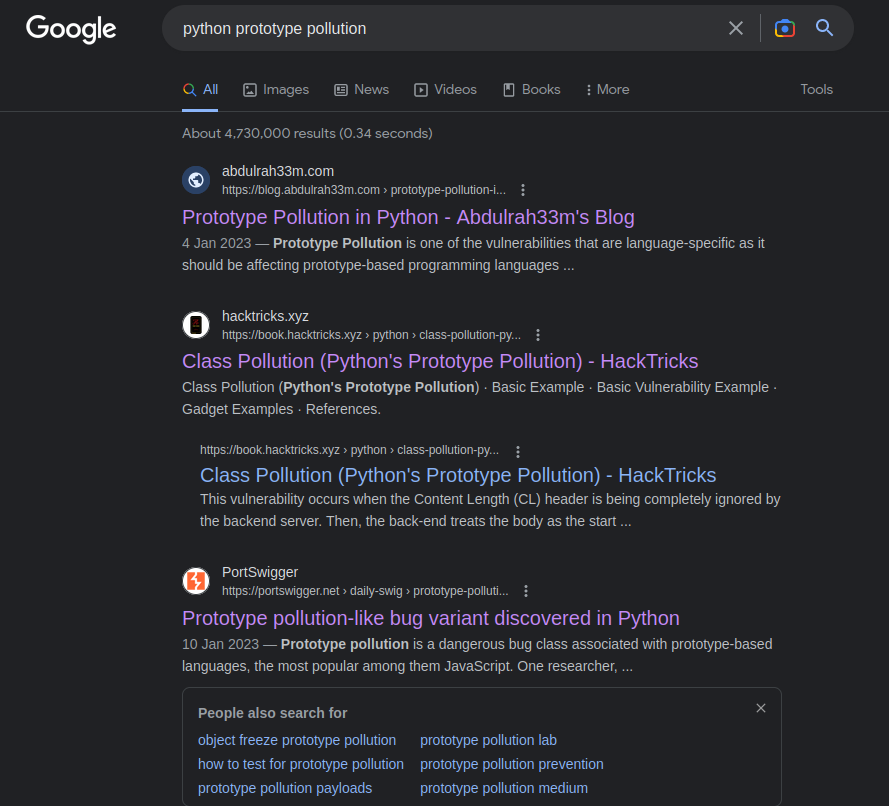 Google
python prototype pollution
All Images News Videos Books More Tools
About 4,730,000 results (0.34 seconds)
abdulrah33m.com
https://blog.abdulrah33m.com › prototype-pollution-i...
Prototype Pollution in Python - Abdulrah33m's Blog
4 Jan 2023 — Prototype Pollution is one of the vulnerabilities that are language-specific as it
should be affecting prototype-based programming languages ...
hacktricks.xyz
https://book.hacktricks.xyz › python › class-pollution-py...
Class Pollution (Python's Prototype Pollution) - HackTricks
Class Pollution (Python's Prototype Pollution) · Basic Example · Basic Vulnerability Example ·
Gadget Examples · References.
https://book.hacktricks.xyz › python › class-pollution-py...
Class Pollution (Python's Prototype Pollution) - HackTricks
This vulnerability occurs when the Content Length (CL) header is being completely ignored by
the backend server. Then, the back-end treats the body as the start ...
PortSwigger
https://portswigger.net › daily-swig › prototype-polluti...
Prototype pollution-like bug variant discovered in Python
10 Jan 2023 — Prototype pollution is a dangerous bug class associated with prototype-based
languages, the most popular among them JavaScript. One researcher, ...
People also search for
object freeze prototype pollution prototype pollution lab
how to test for prototype pollution prototype pollution prevention
prototype pollution payloads prototype pollution medium